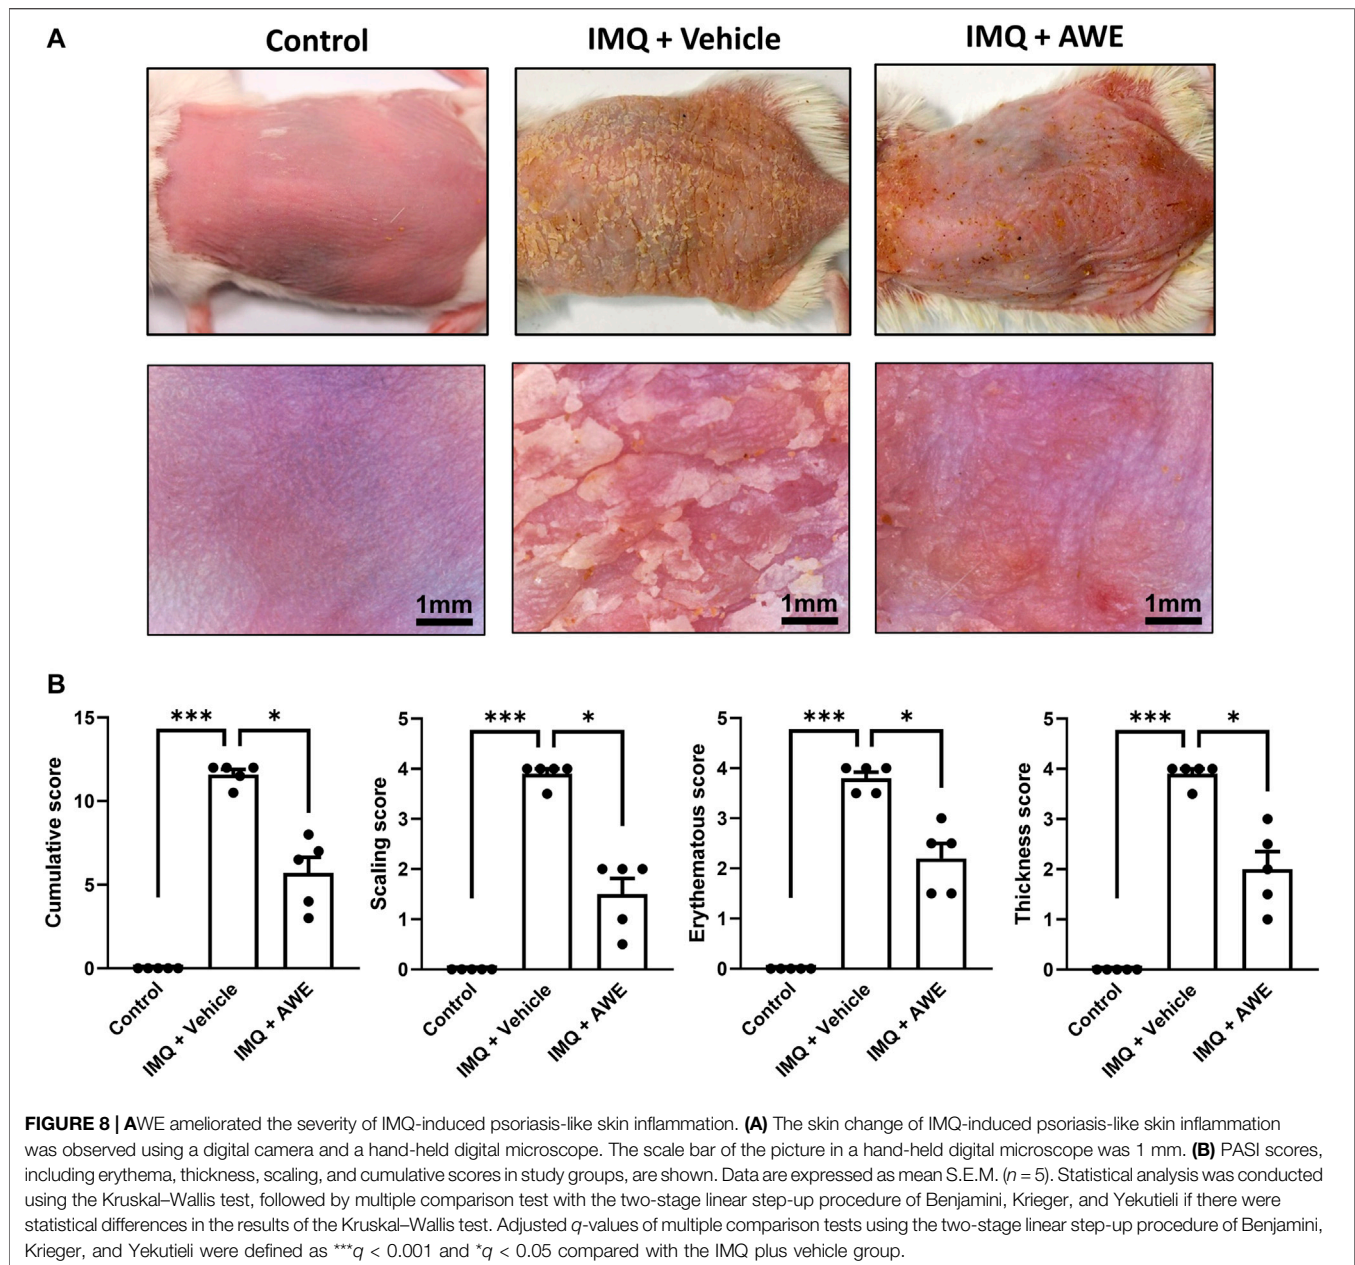 A
Control
IMQ + Vehicle
IMQ + AWE
1mm
1mm
1mm
B
Cumulative score
15
10
5
0
***
*
Control
IMQ + Vehicle
IMQ + AWE
Scaling score
5
4
3
2
1
0
***
*
Control
IMQ + Vehicle
IMQ + AWE
Erythematous score
5
4
3
2
1
0
***
*
Control
IMQ + Vehicle
IMQ + AWE
Thickness score
5
4
3
2
1
0
***
*
Control
IMQ + Vehicle
IMQ + AWE
FIGURE 8 | AWE ameliorated the severity of IMQ-induced psoriasis-like skin inflammation. (A) The skin change of IMQ-induced psoriasis-like skin inflammation
was observed using a digital camera and a hand-held digital microscope. The scale bar of the picture in a hand-held digital microscope was 1 mm. (B) PASI scores,
including erythema, thickness, scaling, and cumulative scores in study groups, are shown. Data are expressed as mean S.E.M. (n = 5). Statistical analysis was conducted
using the Kruskal–Wallis test, followed by multiple comparison test with the two-stage linear step-up procedure of Benjamini, Krieger, and Yekutieli if there were
statistical differences in the results of the Kruskal–Wallis test. Adjusted q-values of multiple comparison tests using the two-stage linear step-up procedure of Benjamini,
Krieger, and Yekutieli were defined as ***q < 0.001 and *q < 0.05 compared with the IMQ plus vehicle group.